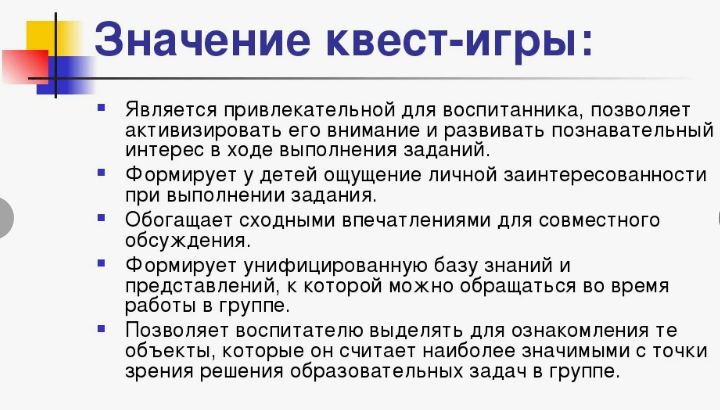 Значение квест-игры:
Является привлекательной для воспитанника, позволяет
активизировать его внимание и развивать познавательный
интерес в ходе выполнения заданий.
Формирует у детей ощущение личной заинтересованности
при выполнении задания.
Обогащает сходными впечатлениями для совместного
обсуждения.
Формирует унифицированную базу знаний и
представлений, к которой можно обращаться во время
работы в группе.
Позволяет воспитателю выделять для ознакомления те
объекты, которые он считает наиболее значимыми с точки
зрения решения образовательных задач в группе.